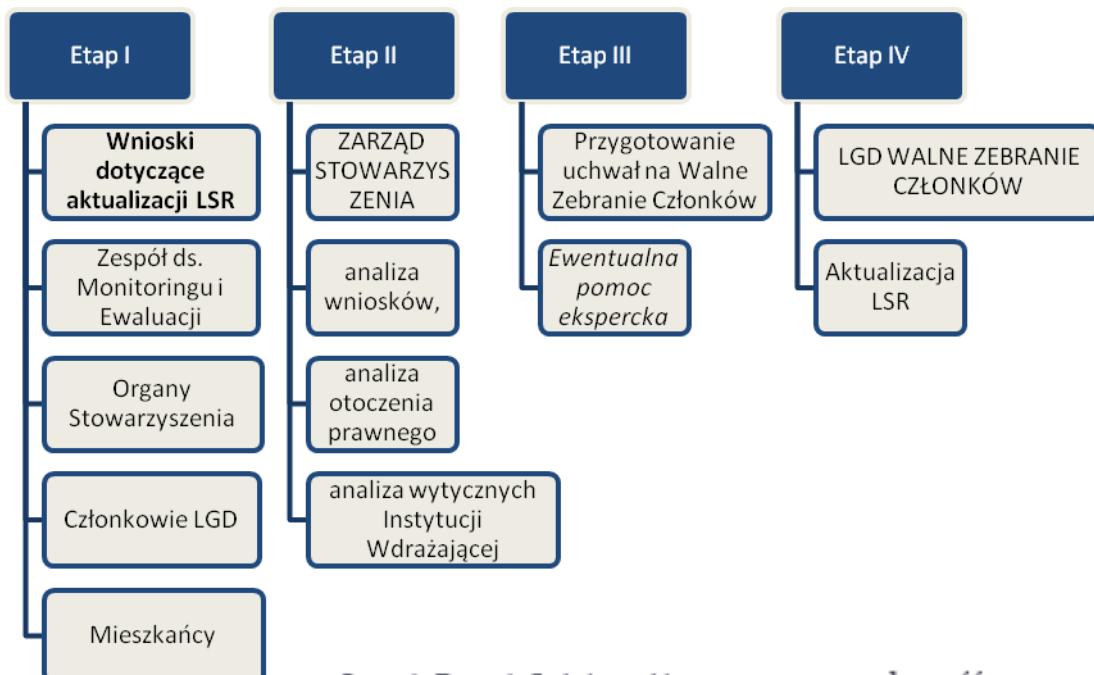 Etap I
Wnioski
dotyczące
aktualizacji LSR
Zespół ds.
Monitoringu i
Ewaluacji
Organy
Stowarzyszenia
Członkowie LGD
Mieszkańcy
Etap II
ZARZĄD
STOWARZYS
ZENIA
analiza
wniosków,
analiza
otoczenia
prawnego
analiza wytycznych
Instytucji
Wdrażającej
Etap III
Przygotowanie
uchwał na Walne
Zebranie Członków
Ewentualna
pomoc
ekspercka
Etap IV
LGD WALNE ZEBRANIE
CZŁONKÓW
Aktualizacja
LSR